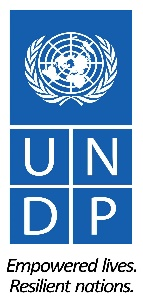 U N
D P
Empowered lives.
Resilient nations.